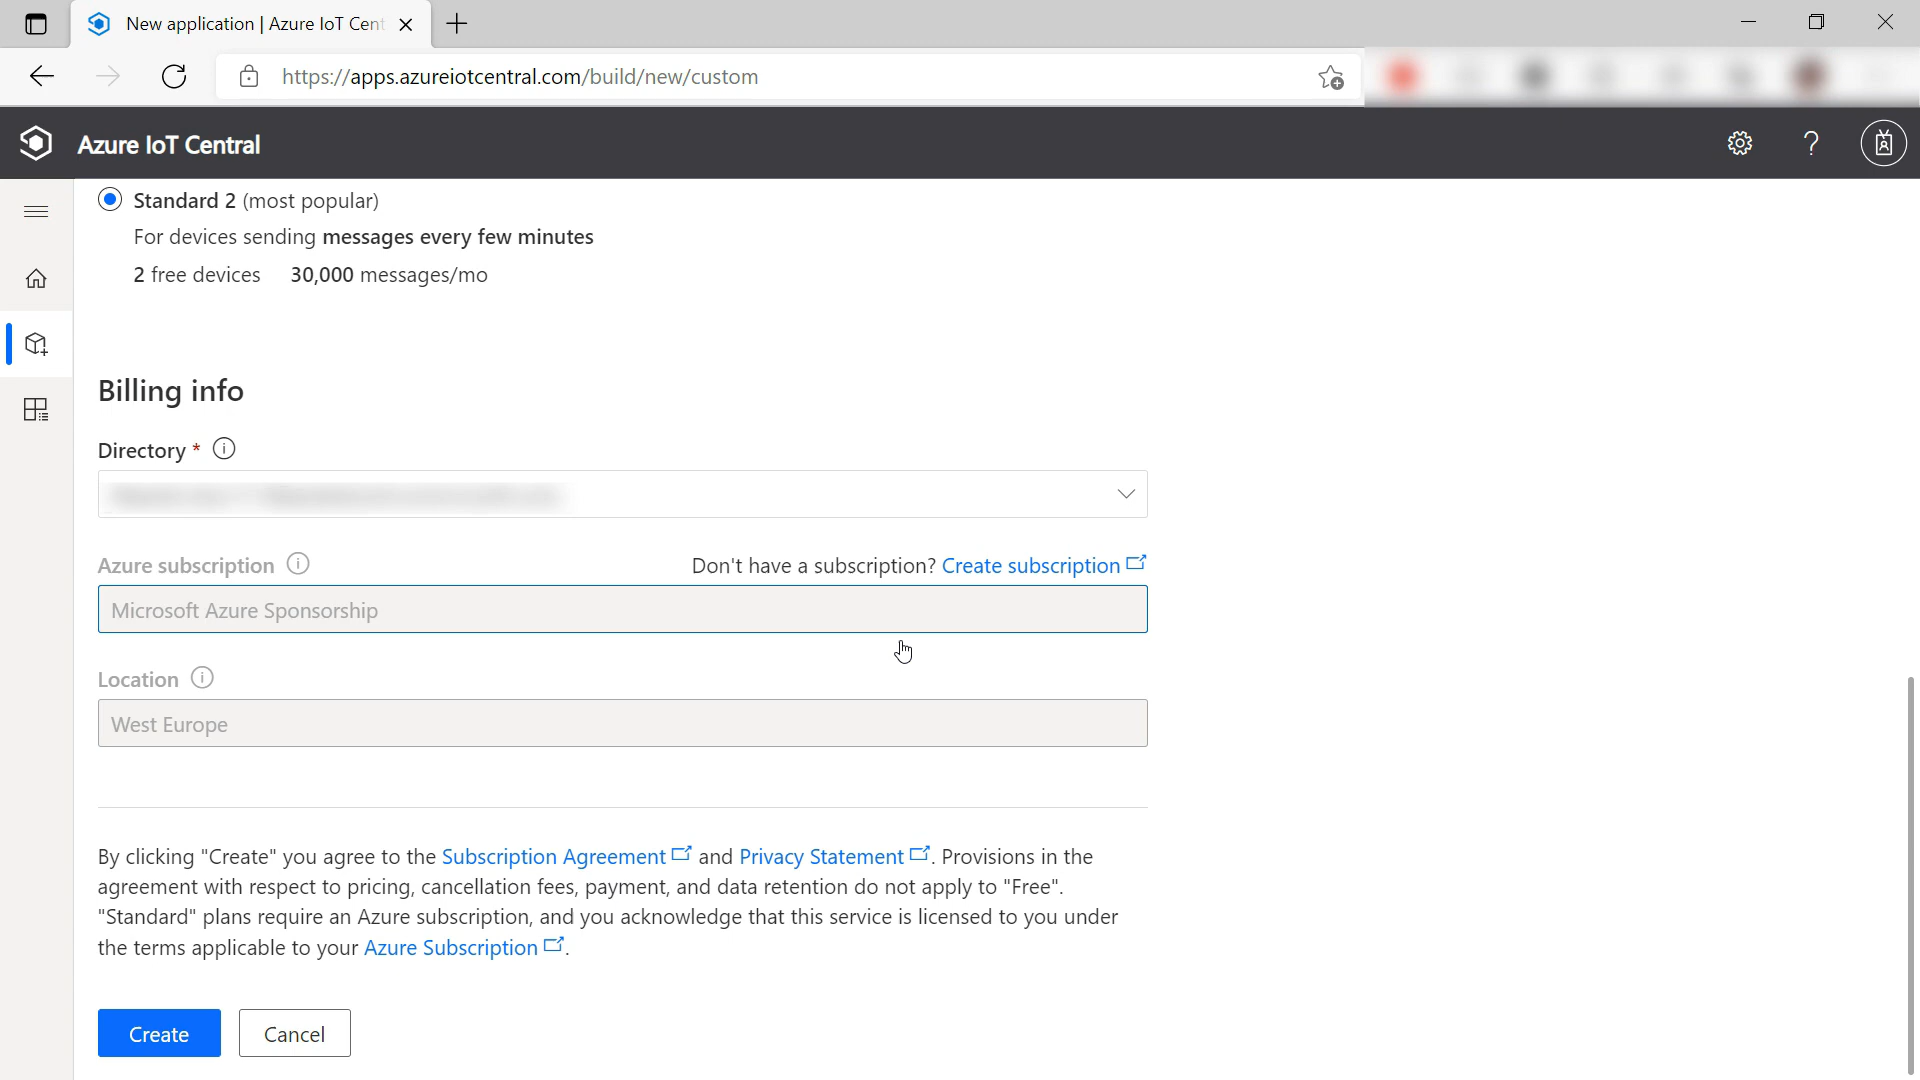 New application | Azure IoT Cent
https://apps.azureiotcentral.com/build/new/custom
Azure IoT Central
Standard 2 (most popular)
For devices sending messages every few minutes
2 free devices 30,000 messages/mo
Billing info
Directory *
Azure subscription Don't have a subscription? Create subscription
Microsoft Azure Sponsorship
Location
West Europe
By clicking "Create" you agree to the Subscription Agreement and Privacy Statement . Provisions in the
agreement with respect to pricing, cancellation fees, payment, and data retention do not apply to "Free".
"Standard" plans require an Azure subscription, and you acknowledge that this service is licensed to you under
the terms applicable to your Azure Subscription .
Create Cancel